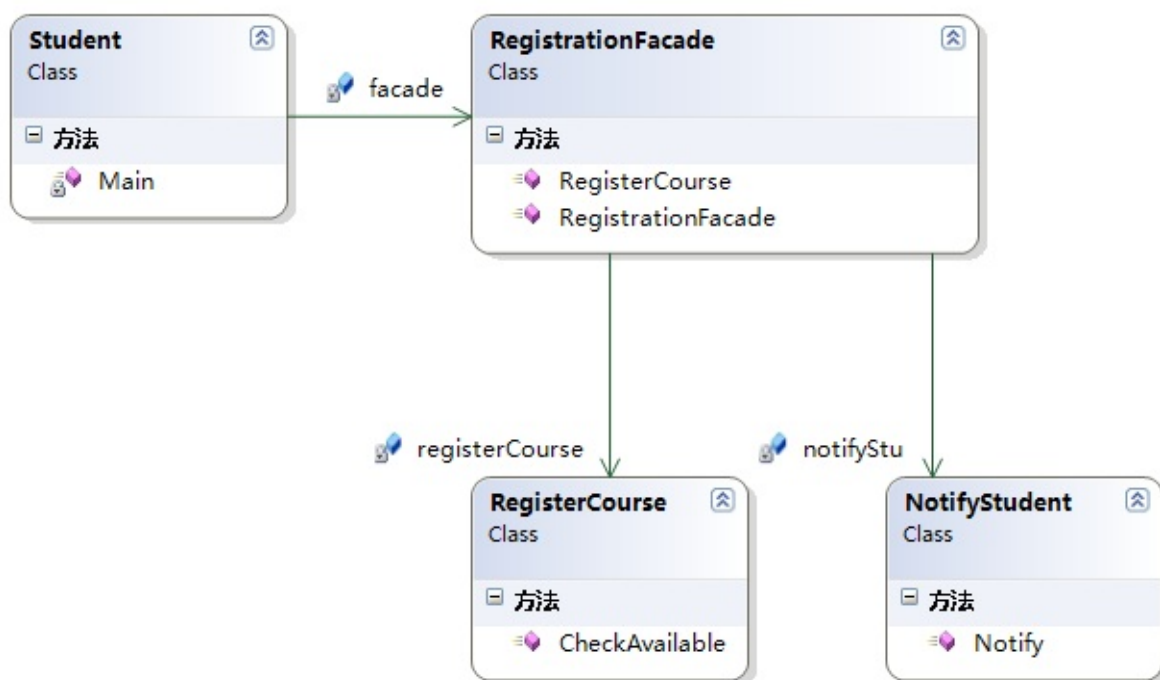 Student
Class
方法
Main
facade
RegistrationFacade
Class
方法
RegisterCourse
RegistrationFacade
registerCourse
notifyStu
RegisterCourse
Class
方法
CheckAvailable
NotifyStudent
Class
方法
Notify